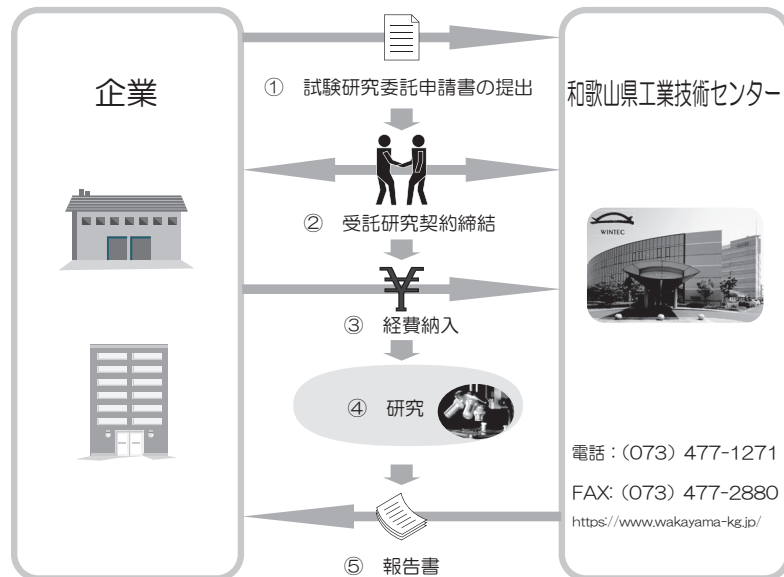 企業
① 試験研究委託申請書の提出
和歌山県工業技術センター
② 受託研究契約締結
WINTEC
¥
③ 経費納入
④ 研究
電話：(073) 477-1271
FAX: (073) 477-2880
https://www.wakayama-kg.jp/
⑤ 報告書